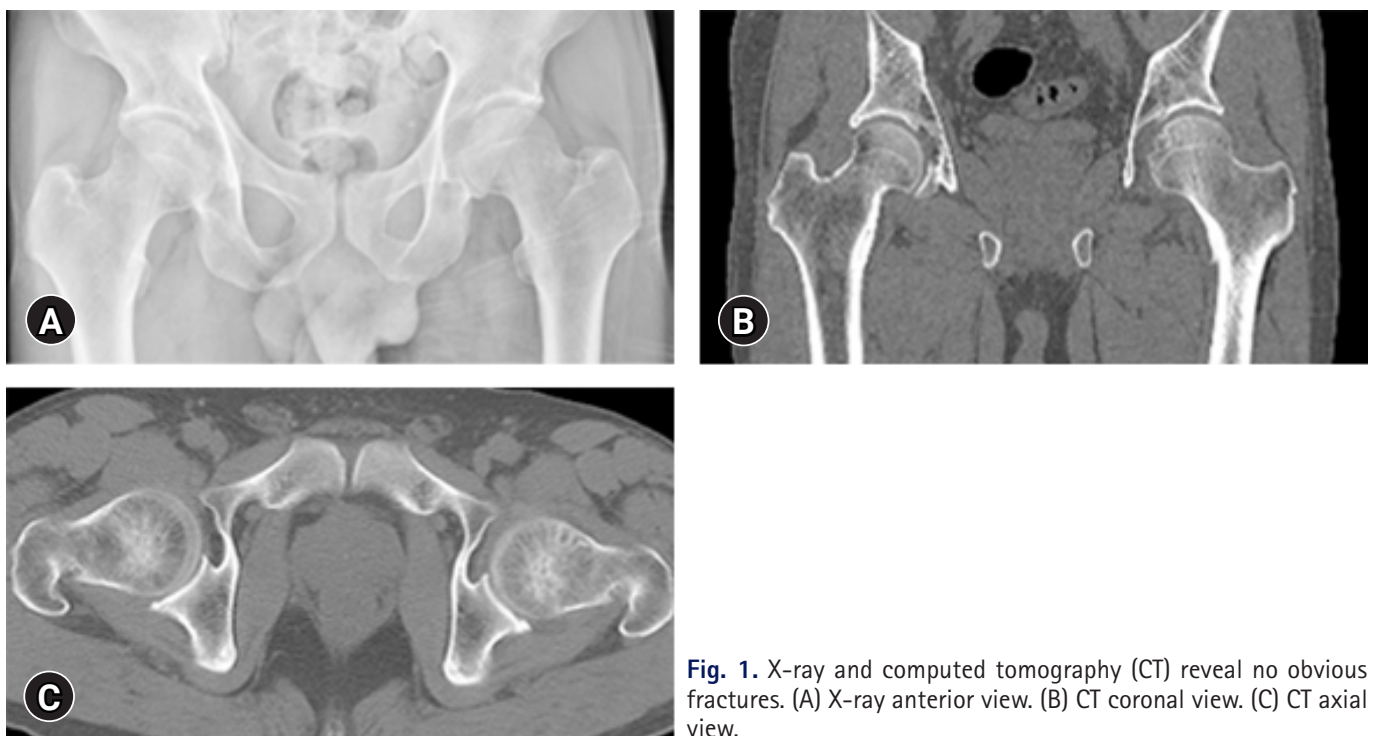 A
B
C
Fig. 1. X-ray and computed tomography (CT) reveal no obvious
fractures. (A) X-ray anterior view. (B) CT coronal view. (C) CT axial
view.